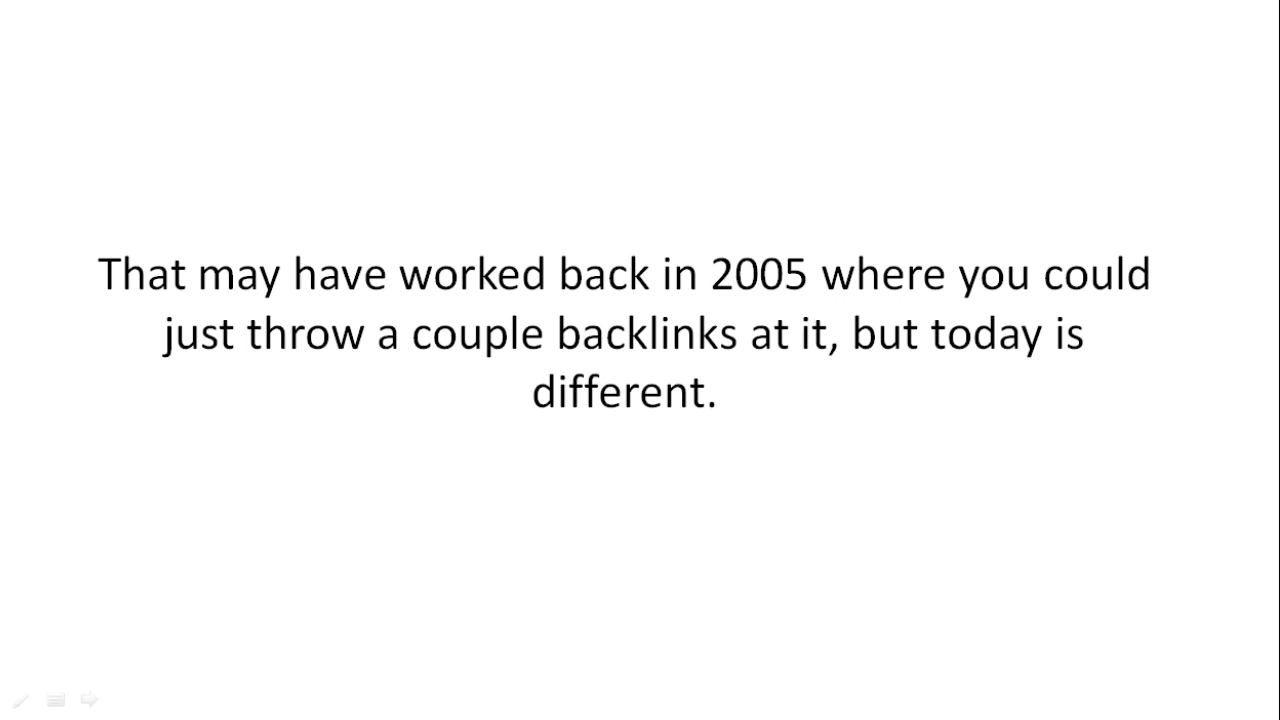 That may have worked back in 2005 where you could
just throw a couple backlinks at it, but today is
different.